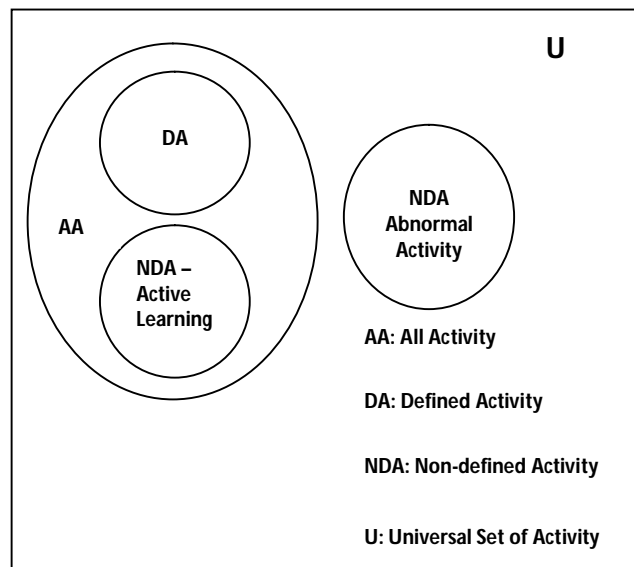 U
DA
AA
NDA –
Active
Learning
NDA
Abnormal
Activity
AA: All Activity
DA: Defined Activity
NDA: Non-defined Activity
U: Universal Set of Activity